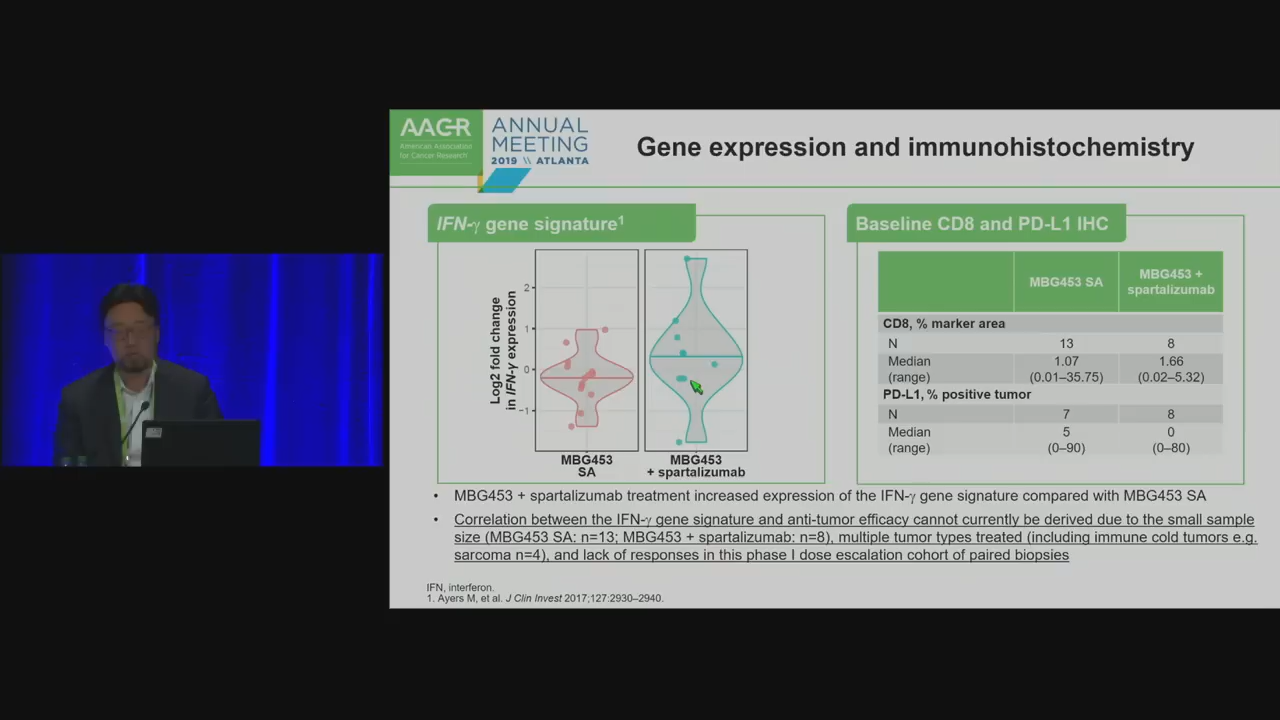 AACR
American Association
for Cancer Research
ANNUAL
MEETING
2019 \\ ATLANTA
Gene expression and immunohistochemistry
IFN-γ gene signature¹
Log2 fold change
in IFN-γ expression
2
1
0
−1
MBG453
SA
MBG453
+ spartalizumab
Baseline CD8 and PD-L1 IHC
MBG453 SA
MBG453 +
spartalizumab
CD8, % marker area
N 13 8
Median 1.07 1.66
(range) (0.01–35.75) (0.02–5.32)
PD-L1, % positive tumor
N 7 8
Median 5 0
(range) (0–90) (0–80)
• MBG453 + spartalizumab treatment increased expression of the IFN-γ gene signature compared with MBG453 SA
• Correlation between the IFN-γ gene signature and anti-tumor efficacy cannot currently be derived due to the small sample
size (MBG453 SA: n=13; MBG453 + spartalizumab: n=8), multiple tumor types treated (including immune cold tumors e.g.
sarcoma n=4), and lack of responses in this phase I dose escalation cohort of paired biopsies
IFN, interferon.
1. Ayers M, et al. J Clin Invest 2017;127:2930–2940.